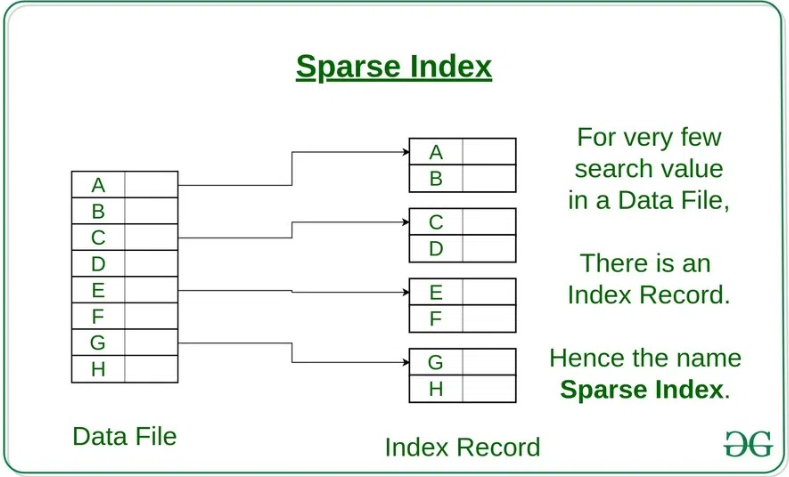 Sparse Index
For very few
search value
in a Data File,
There is an
Index Record.
Hence the name
Sparse Index.
A
B
C
D
E
F
G
H
Data File
A
B
C
D
E
F
G
H
Index Record